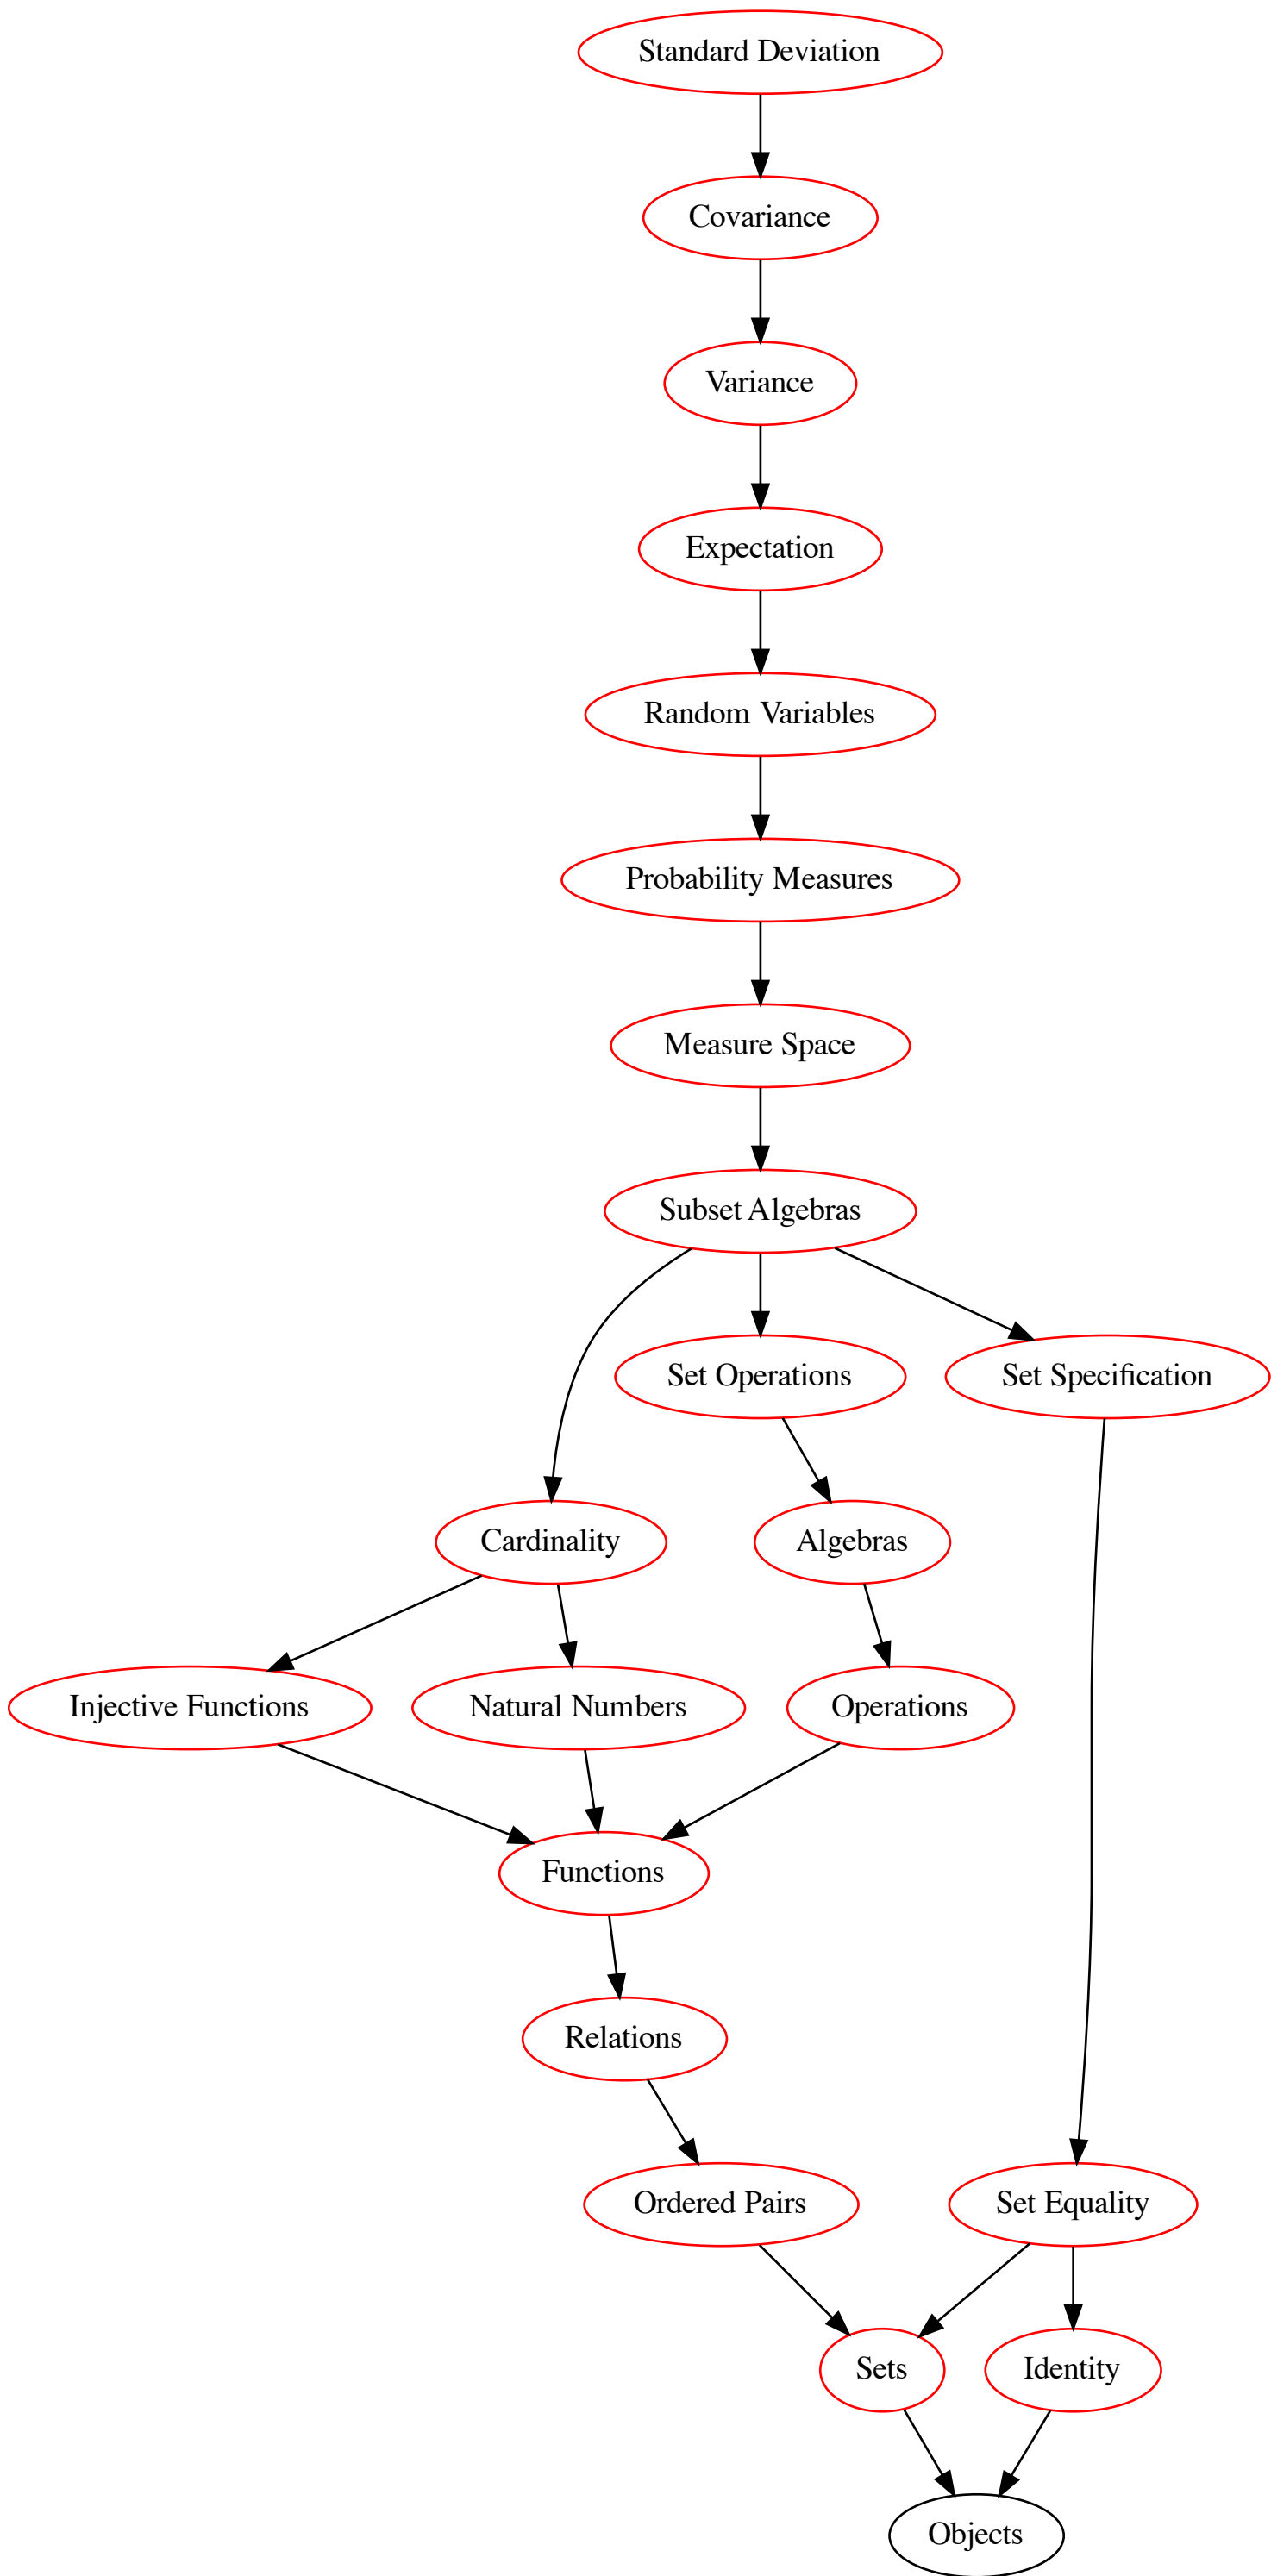 Standard Deviation
Covariance
Variance
Expectation
Random Variables
Probability Measures
Measure Space
Subset Algebras
Set Operations
Set Specification
Cardinality
Algebras
Injective Functions
Natural Numbers
Operations
Functions
Relations
Ordered Pairs
Set Equality
Sets
Identity
Objects